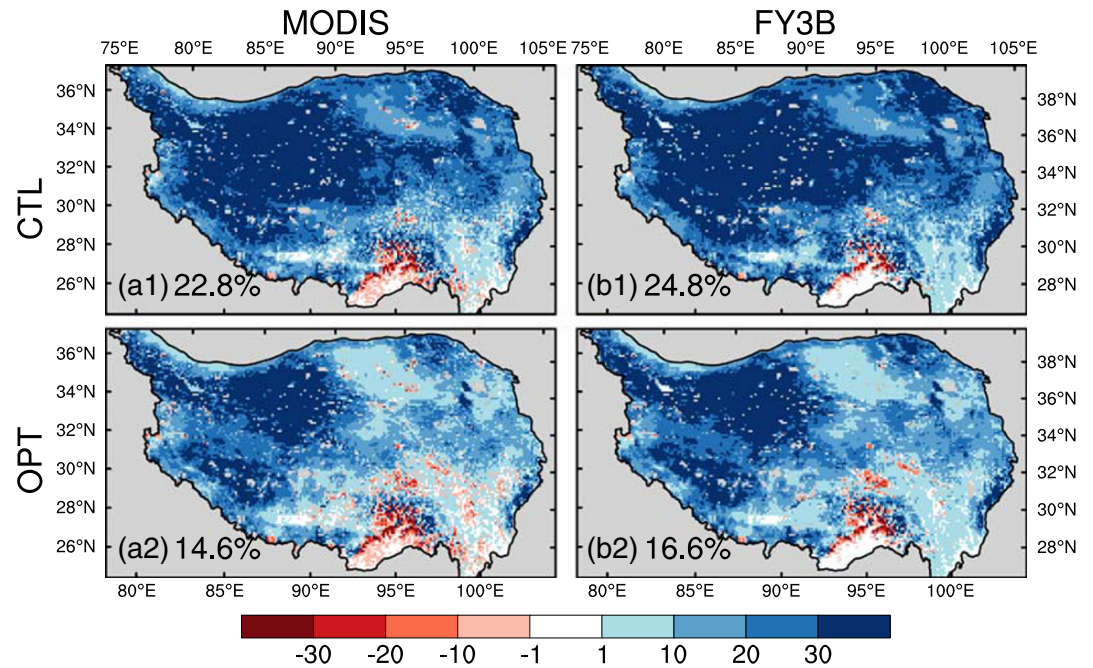 MODIS FY3B
75°E 80°E 85°E 90°E 95°E 100°E 105°E 75°E 80°E 85°E 90°E 95°E 100°E 105°E
CTL
36°N 38°N
34°N 36°N
32°N 34°N
30°N 32°N
28°N 30°N
26°N 28°N
(a1) 22.8% (b1) 24.8%
OPT
36°N 38°N
34°N 36°N
32°N 34°N
30°N 32°N
28°N 30°N
26°N 28°N
(a2) 14.6% (b2) 16.6%
80°E 85°E 90°E 95°E 100°E 80°E 85°E 90°E 95°E 100°E
-30 -20 -10 -1 1 10 20 30